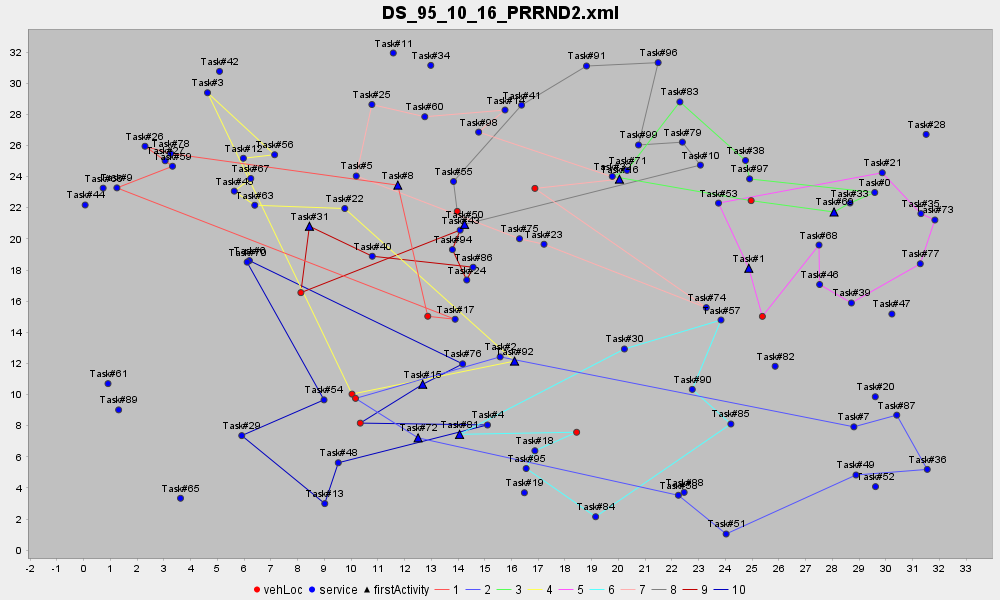 DS_95_10_16_PRRND2.xml
32
30
28
26
24
22
20
18
16
14
12
10
8
6
4
2
0
Task#11
Task#34
Task#42
Task#3
Task#91
Task#96
Task#25
Task#41
Task#60
Task#98
Task#83
Task#28
Task#26
Task#78
Task#59
Task#12
Task#56
Task#99
Task#79
Task#10
Task#38
Task#71
Task#5
Task#67
Task#63
Task#8
Task#55
Task#97
Task#21
Task#0
Task#33
Task#44
Task#22
Task#53
Task#35
Task#73
Task#31
Task#50
Task#43
Task#94
Task#75
Task#23
Task#68
Task#40
Task#86
Task#24
Task#1
Task#77
Task#46
Task#39
Task#47
Task#17
Task#74
Task#57
Task#30
Task#2
Task#92
Task#76
Task#82
Task#61
Task#15
Task#90
Task#54
Task#20
Task#89
Task#29
Task#72
Task#81
Task#4
Task#85
Task#7
Task#87
Task#18
Task#95
Task#48
Task#36
Task#49
Task#52
Task#65
Task#13
Task#19
Task#88
Task#84
Task#51
-2 -1 0 1 2 3 4 5 6 7 8 9 10 11 12 13 14 15 16 17 18 19 20 21 22 23 24 25 26 27 28 29 30 31 32 33
vehLoc service firstActivity 1 2 3 4 5 6 7 8 9 10